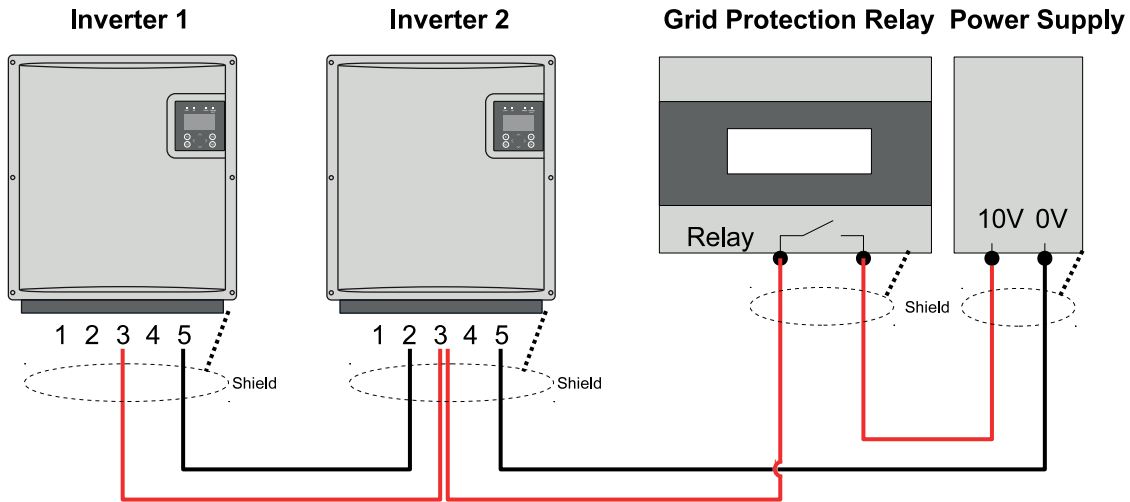 Inverter 1 Inverter 2 Grid Protection Relay Power Supply
10V 0V
Relay
Shield
1 2 3 4 5 1 2 3 4 5
Shield Shield